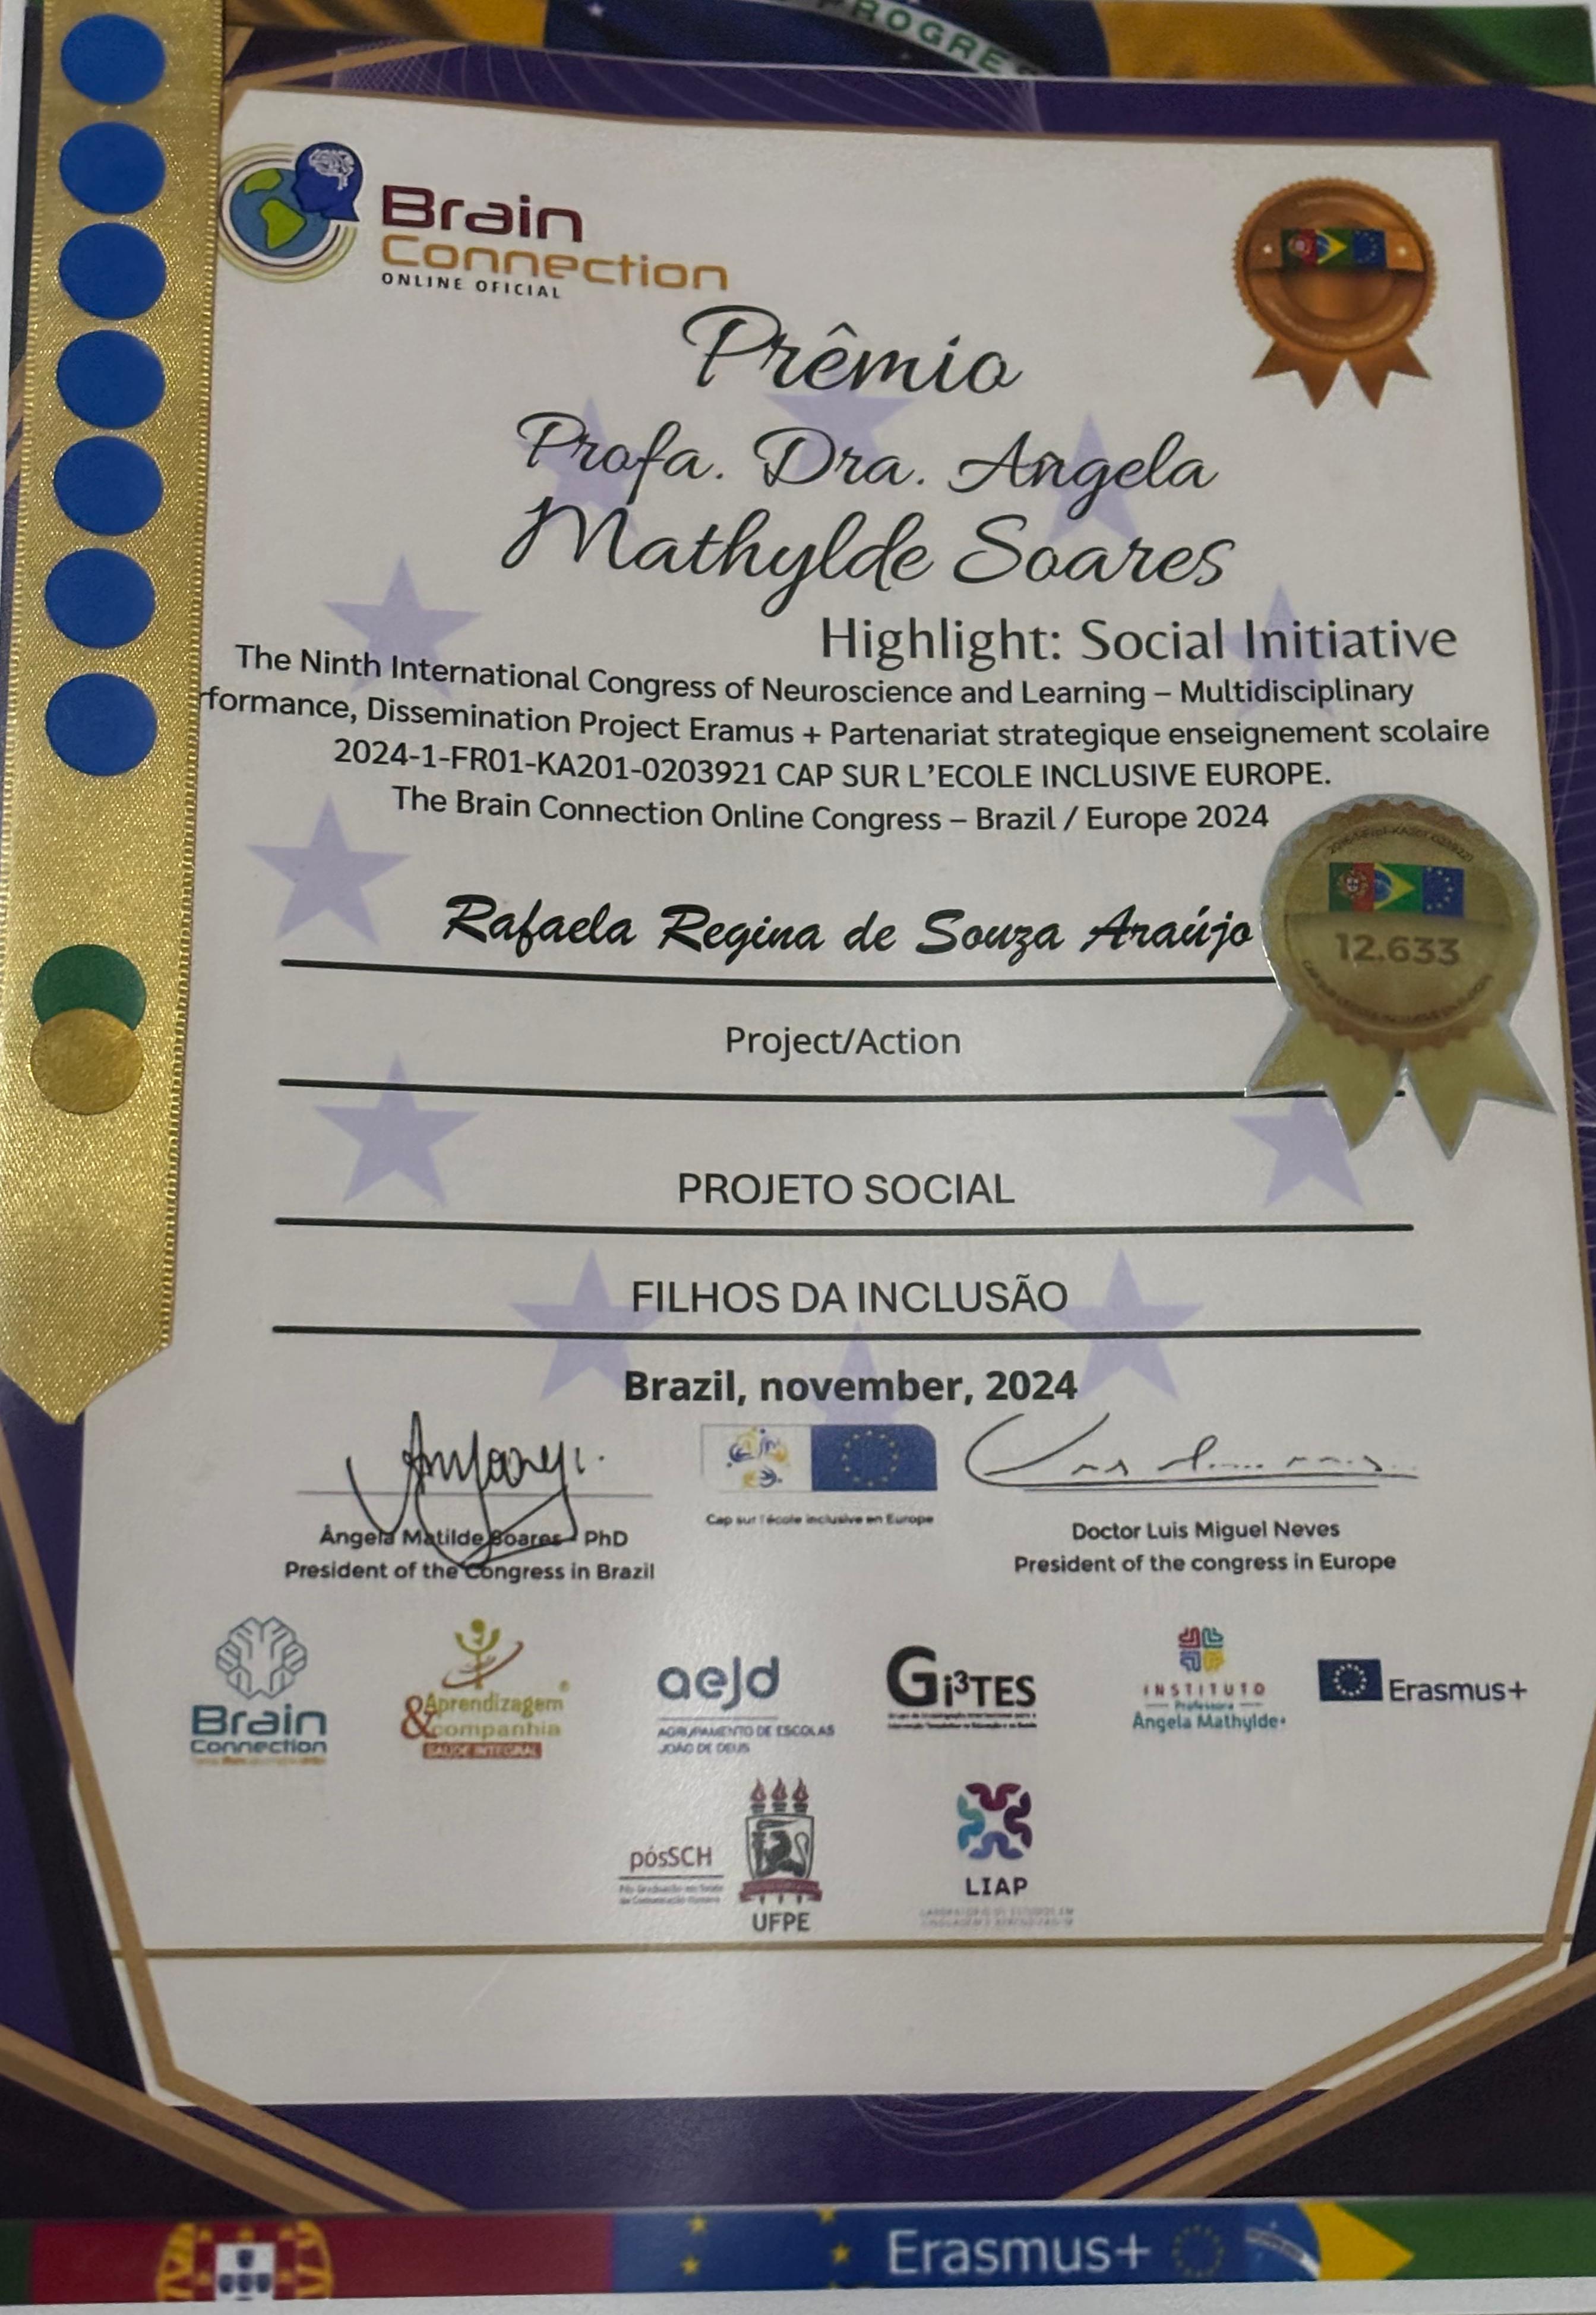 PROGRE
Brain
Connection
ONLINE OFICIAL
Prêmio
Profa. Dra. Angela
Mathylde Soares
Highlight: Social Initiative
The Ninth International Congress of Neuroscience and Learning – Multidisciplinary
rformance, Dissemination Project Eramus + Partenariat strategique enseignement scolaire
2024-1-FR01-KA201-0203921 CAP SUR L'ECOLE INCLUSIVE EUROPE.
The Brain Connection Online Congress – Brazil / Europe 2024
Rafaela Regina de Souza Araújo
12.633
Project/Action
PROJETO SOCIAL
FILHOS DA INCLUSÃO
Brazil, november, 2024
Cap sur l'école inclusive en Europe
Ângela Matilde Soares - PhD
President of the Congress in Brazil
Doctor Luis Miguel Neves
President of the congress in Europe
Brain
Connection
&Aprendizagem
companhia
SAÚDE INTEGRAL
aejd
AGRUPAMENTO DE ESCOLAS
JOÃO DE DEUS
Gi³TES
INSTITUTO
Professora
Ângela Mathylde
Erasmus+
pósSCH
UFPE
LIAP
Erasmus+